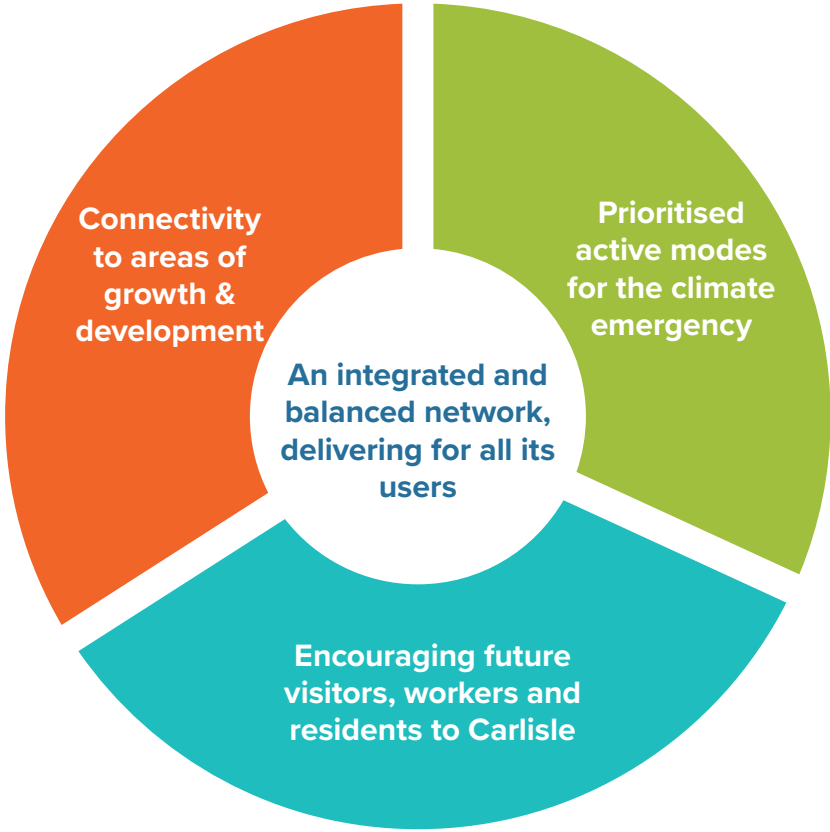 Connectivity
to areas of
growth &
development
Prioritised
active modes
for the climate
emergency
An integrated and
balanced network,
delivering for all its
users
Encouraging future
visitors, workers and
residents to Carlisle